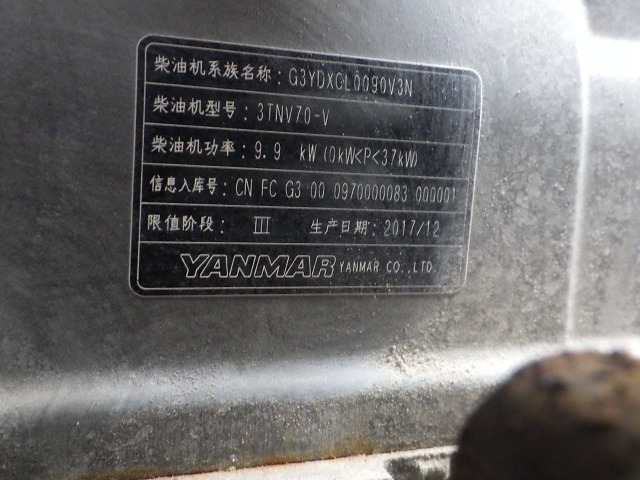 柴油机系族名称: G3YDXGL0090V3N
柴油机型号: 3TNV70-V
柴油机功率: 9.9 kW (0kW<P<37kW)
信息入库号: CN FC G3 00 0970000083 000001
限值阶段: III 生产日期: 2017/12
YANMAR YANMAR CO.,LTD.